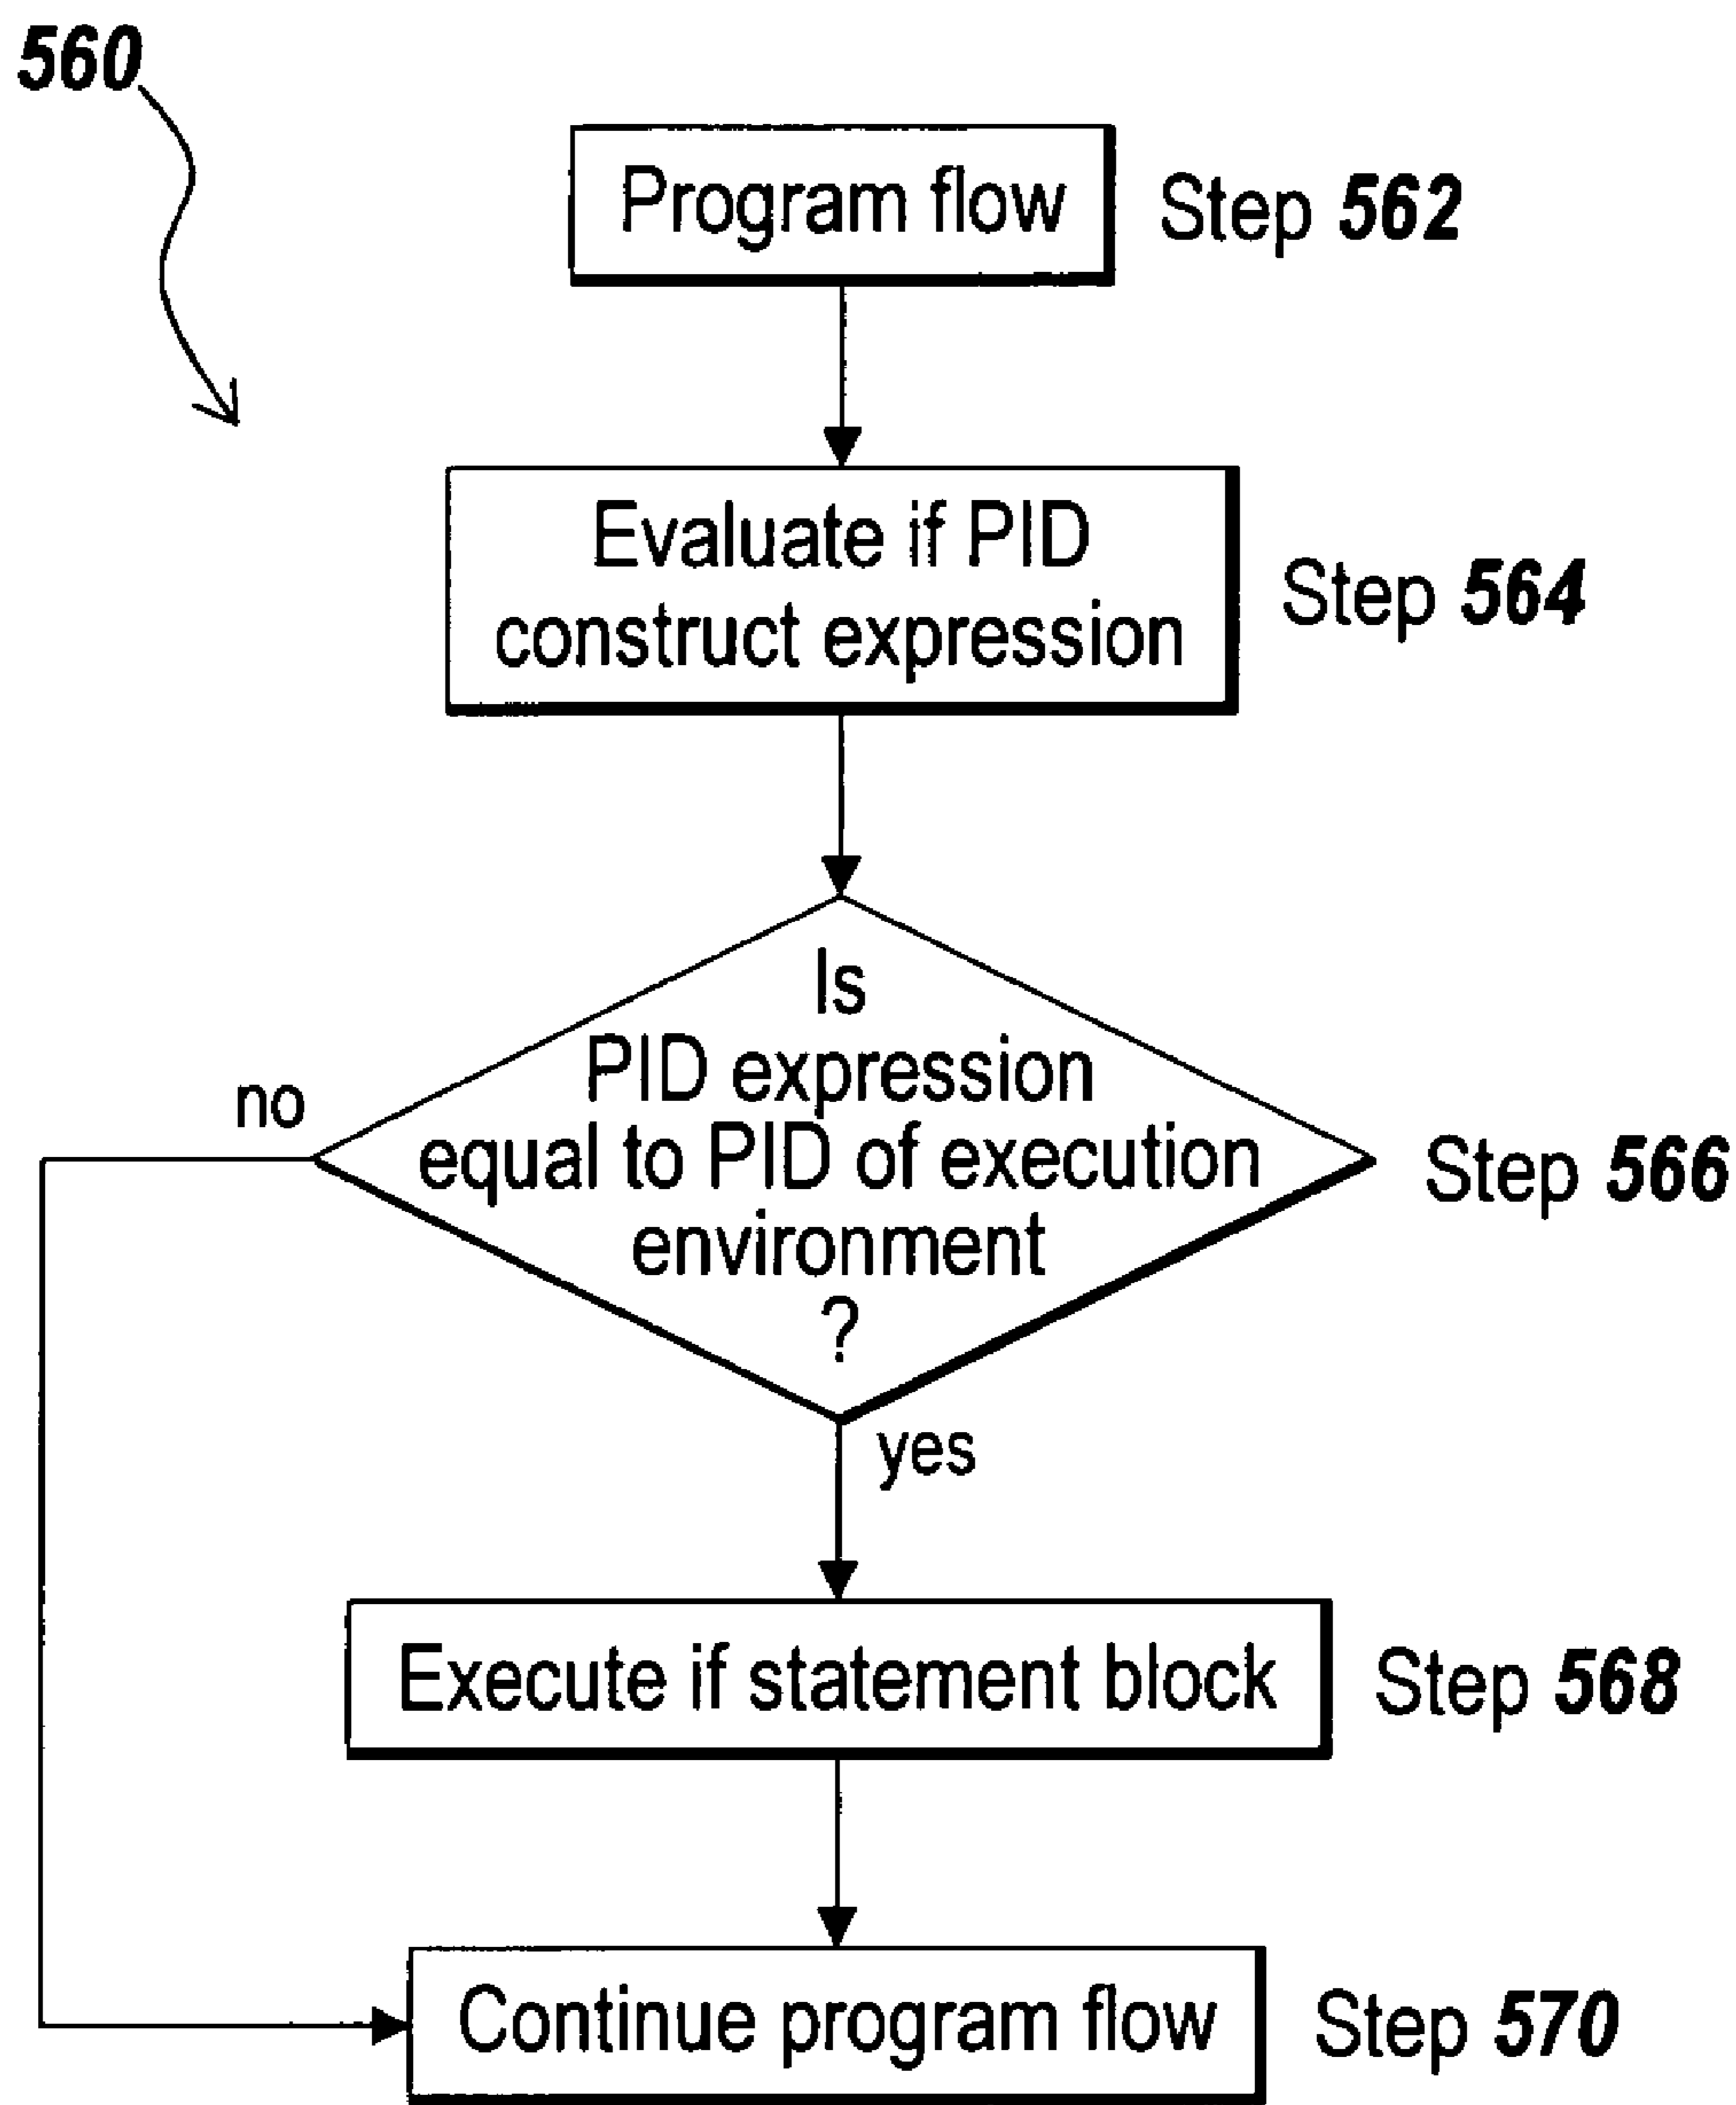 560
Program flow
Step 562
Evaluate if PID
construct expression
Step 564
Is
PID expression
equal to PID of execution
environment
?
no
Step 566
yes
Execute if statement block
Step 568
Continue program flow
Step 570